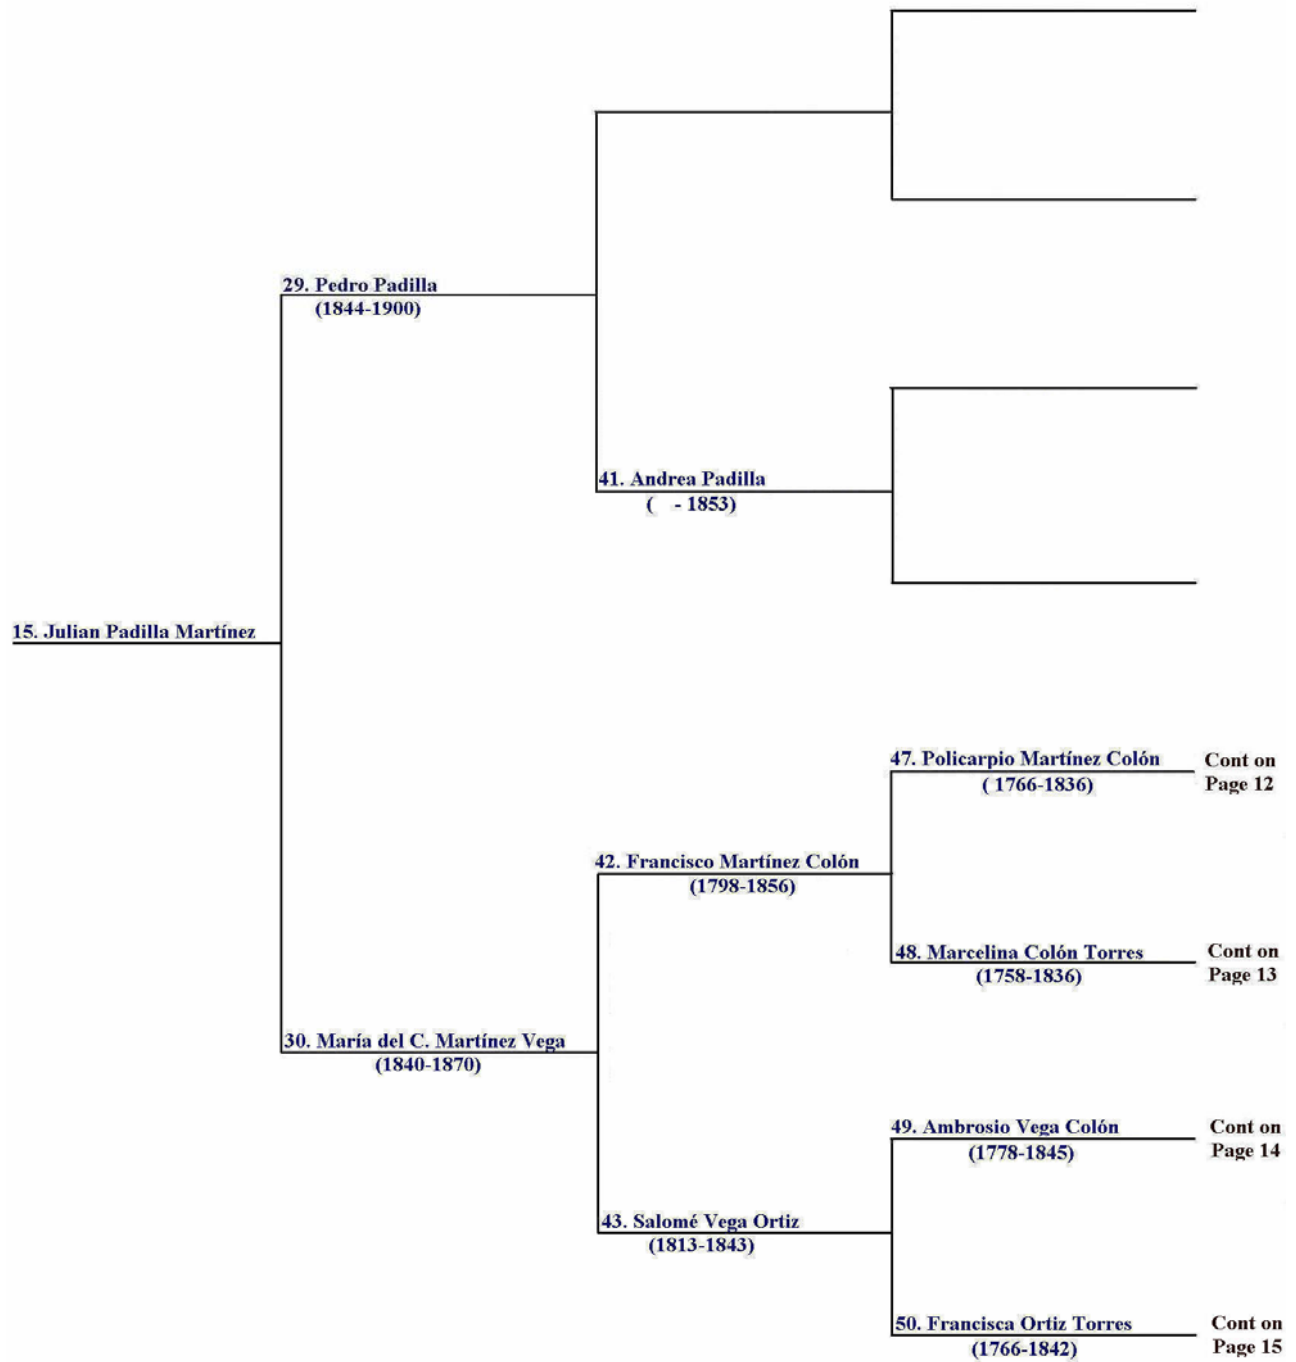 29. Pedro Padilla
(1844-1900)
41. Andrea Padilla
( - 1853)
15. Julian Padilla Martínez
47. Policarpio Martínez Colón
( 1766-1836)
Cont on
Page 12
42. Francisco Martínez Colón
(1798-1856)
48. Marcelina Colón Torres
(1758-1836)
Cont on
Page 13
30. María del C. Martínez Vega
(1840-1870)
49. Ambrosio Vega Colón
(1778-1845)
Cont on
Page 14
43. Salomé Vega Ortiz
(1813-1843)
50. Francisca Ortiz Torres
(1766-1842)
Cont on
Page 15